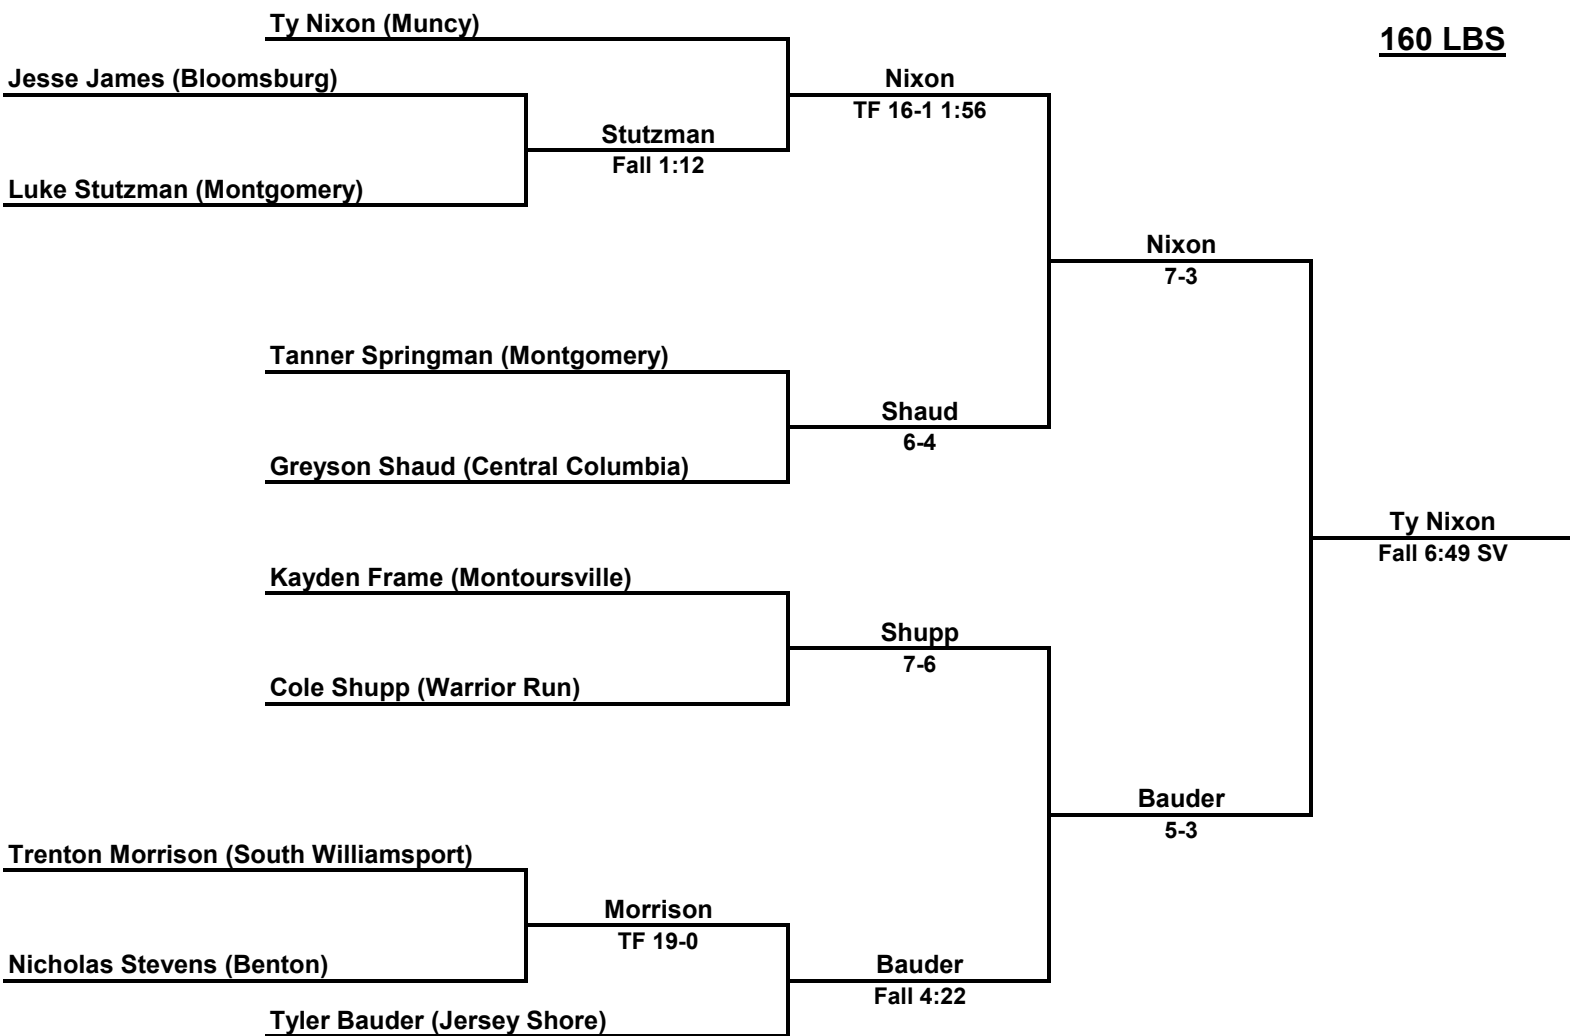 Ty Nixon (Muncy)
160 LBS
Jesse James (Bloomsburg)
Nixon
TF 16-1 1:56
Stutzman
Fall 1:12
Luke Stutzman (Montgomery)
Nixon
7-3
Tanner Springman (Montgomery)
Shaud
6-4
Greyson Shaud (Central Columbia)
Ty Nixon
Fall 6:49 SV
Kayden Frame (Montoursville)
Shupp
7-6
Cole Shupp (Warrior Run)
Bauder
5-3
Trenton Morrison (South Williamsport)
Morrison
TF 19-0
Nicholas Stevens (Benton)
Bauder
Fall 4:22
Tyler Bauder (Jersey Shore)